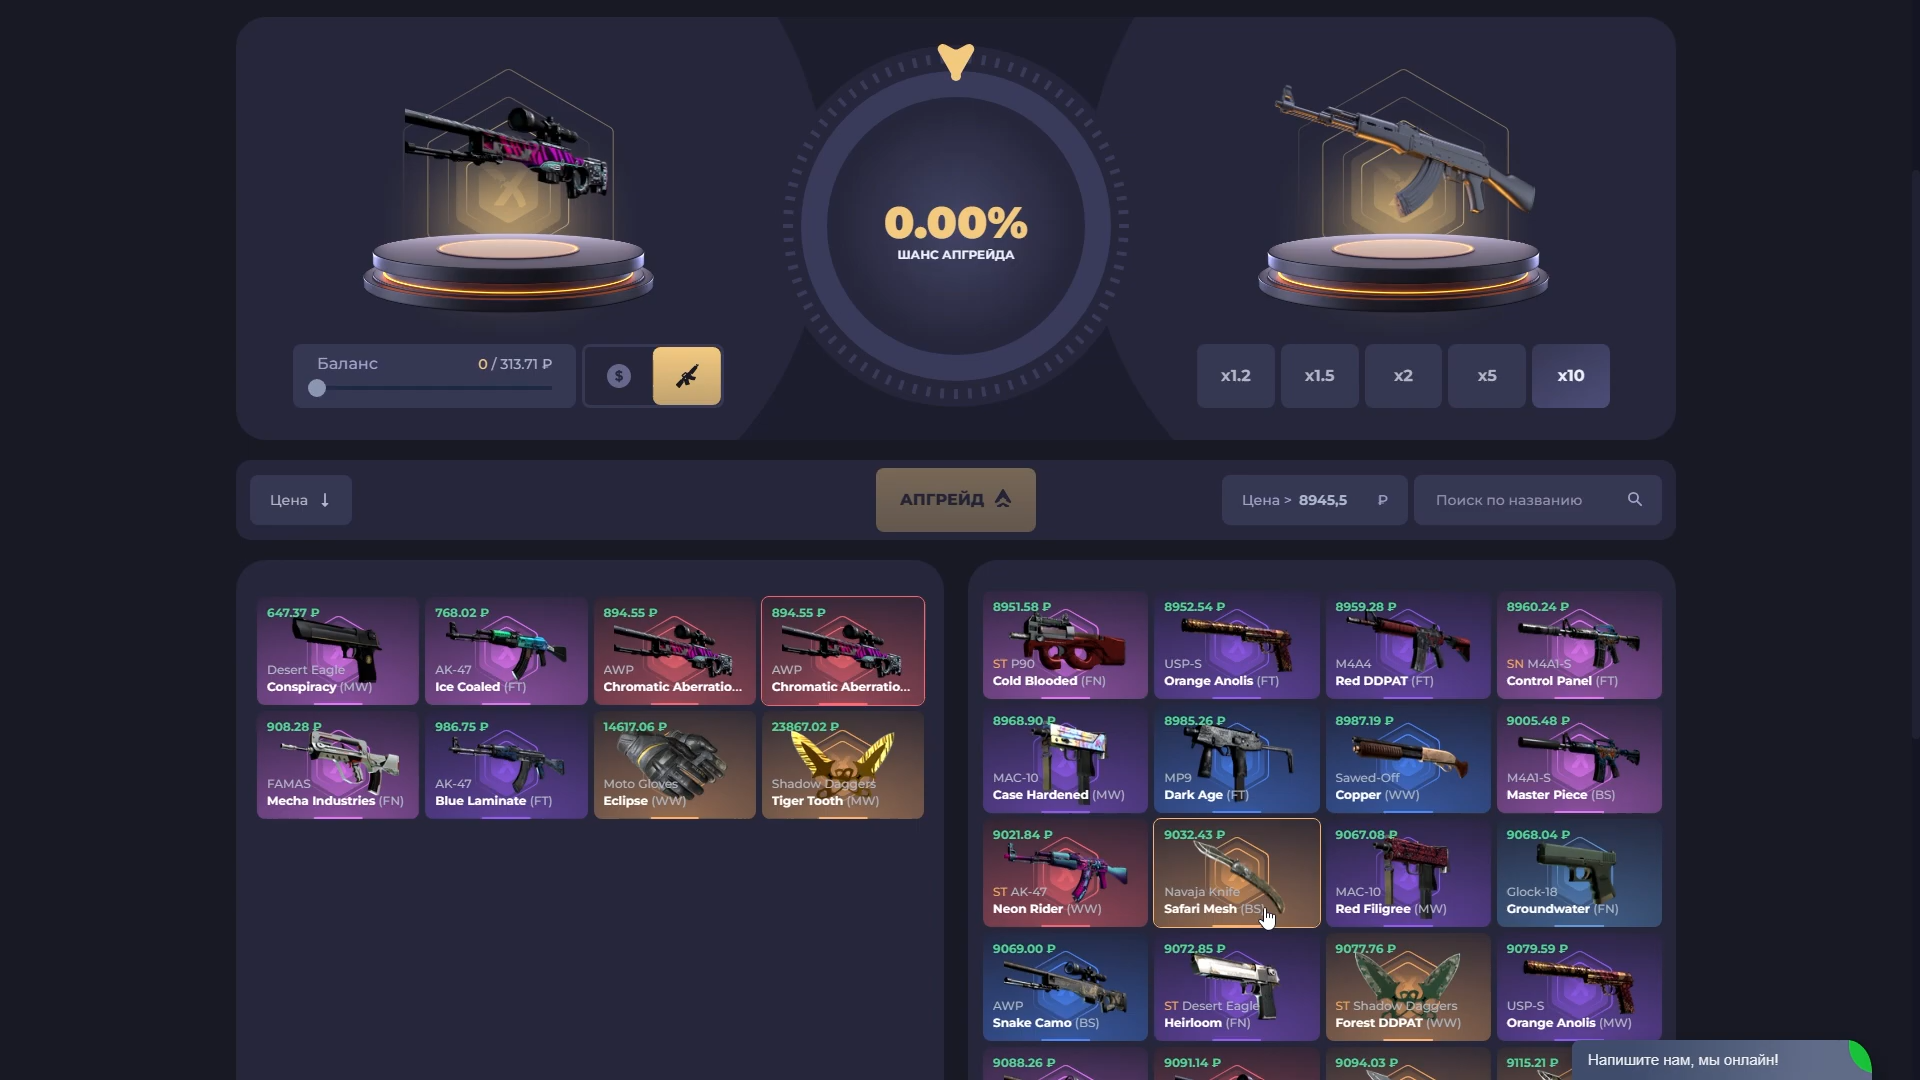 0.00%
ШАНС АПГРЕЙДА
Баланс
0 / 313.71 ₽
$
x1.2
x1.5
x2
x5
x10
Цена ↓
АПГРЕЙД
Цена > 8945,5 ₽
Поиск по названию
647.37 ₽
Desert Eagle
Conspiracy (MW)
768.02 ₽
AK-47
Ice Coaled (FT)
894.55 ₽
AWP
Chromatic Aberratio...
894.55 ₽
AWP
Chromatic Aberratio...
908.28 ₽
FAMAS
Mecha Industries (FN)
986.75 ₽
AK-47
Blue Laminate (FT)
14617.06 ₽
Moto Gloves
Eclipse (WW)
23867.02 ₽
Shadow Daggers
Tiger Tooth (MW)
8951.58 ₽
ST P90
Cold Blooded (FN)
8952.54 ₽
USP-S
Orange Anolis (FT)
8959.28 ₽
M4A4
Red DDPAT (FT)
8960.24 ₽
SN M4A1-S
Control Panel (FT)
8968.90 ₽
MAC-10
Case Hardened (MW)
8985.26 ₽
MP9
Dark Age (FT)
8987.19 ₽
Sawed-Off
Copper (WW)
9005.48 ₽
M4A1-S
Master Piece (BS)
9021.84 ₽
ST AK-47
Neon Rider (WW)
9032.43 ₽
Navaja Knife
Safari Mesh (BS)
9067.08 ₽
MAC-10
Red Filigree (MW)
9068.04 ₽
Glock-18
Groundwater (FN)
9069.00 ₽
AWP
Snake Camo (BS)
9072.85 ₽
ST Desert Eagle
Heirloom (FN)
9077.76 ₽
ST Shadow Daggers
Forest DDPAT (WW)
9079.59 ₽
USP-S
Orange Anolis (MW)
9088.26 ₽
9091.14 ₽
9094.03 ₽
9115.21 ₽
Напишите нам, мы онлайн!